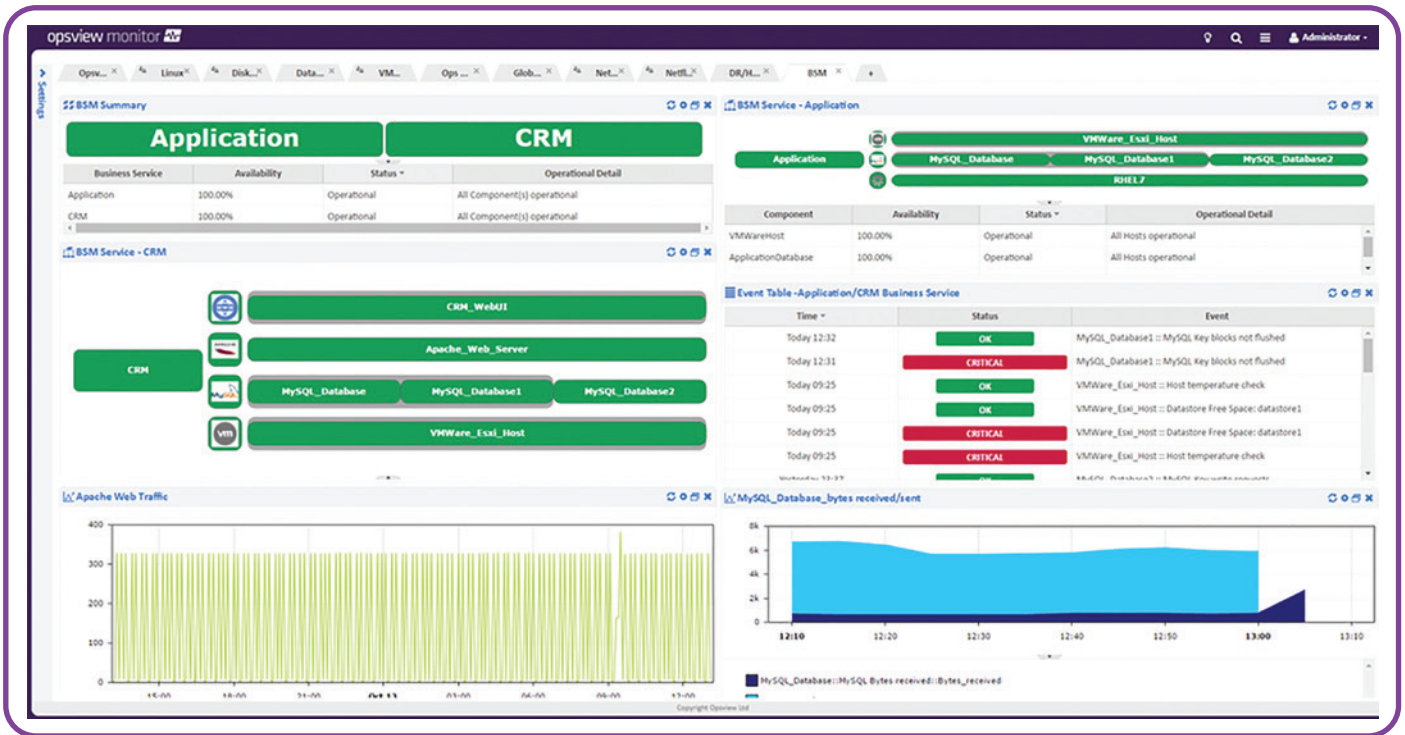 opsview monitor
Administrator
Settings
Opsv...
Linux
Disk...
Data...
VM...
Ops ...
Glob...
Net...
Netfl...
DR/H...
BSM
+
BSM Summary
Application CRM
Business Service Availability Status Operational Detail
Application 100.00% Operational All Component(s) operational
CRM 100.00% Operational All Component(s) operational
BSM Service - Application
Application
VMWare_Esxi_Host
MySQL_Database MySQL_Database1 MySQL_Database2
RHEL7
Component Availability Status Operational Detail
VMWareHost 100.00% Operational All Hosts operational
ApplicationDatabase 100.00% Operational All Hosts operational
BSM Service - CRM
CRM
CRM_WebUI
Apache_Web_Server
MySQL
MySQL_Database MySQL_Database1 MySQL_Database2
vm
VMWare_Esxi_Host
Event Table -Application/CRM Business Service
Time Status Event
Today 12:32 OK MySQL_Database1 :: MySQL Key blocks not flushed
Today 12:31 CRITICAL MySQL_Database1 :: MySQL Key blocks not flushed
Today 09:25 OK VMWare_Esxi_Host :: Host temperature check
Today 09:25 OK VMWare_Esxi_Host :: Datastore Free Space: datastore1
Today 09:25 CRITICAL VMWare_Esxi_Host :: Datastore Free Space: datastore1
Today 09:25 CRITICAL VMWare_Esxi_Host :: Host temperature check
Apache Web Traffic
400
300
200
100
0
15:00 18:00 21:00 Oct 13 03:00 06:00 09:00 12:00
MySQL_Database_bytes received/sent
8k
6k
4k
2k
0
12:10 12:20 12:30 12:40 12:50 13:00 13:10
MySQL_Database::MySQL Bytes received::Bytes_received
Copyright Opsview Ltd